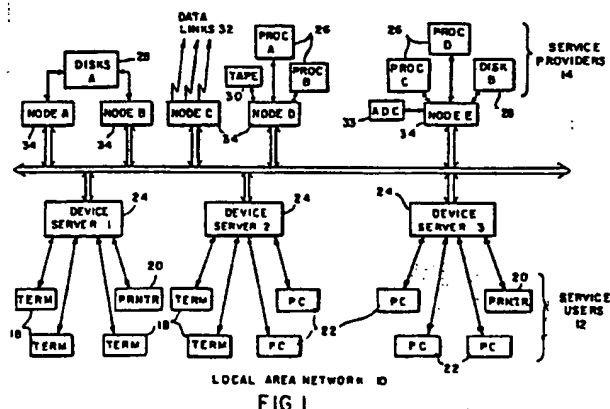 DATA LINKS 32
PROC A
26
DISKS A
28
TAPE
30
PROC B
NODE A
NODE B
NODE C
NODE D
34
34
34
26
PROC D
PROC C
DISK B
28
ADC
33
NODE E
34
SERVICE PROVIDERS 14
DEVICE SERVER 1
24
DEVICE SERVER 2
24
DEVICE SERVER 3
24
TERM
TERM
TERM
PRNTR
20
18
TERM
TERM
PC
PC
18
22
PC
PC
PC
PRNTR
20
22
SERVICE USERS 12
LOCAL AREA NETWORK 10
FIG 1